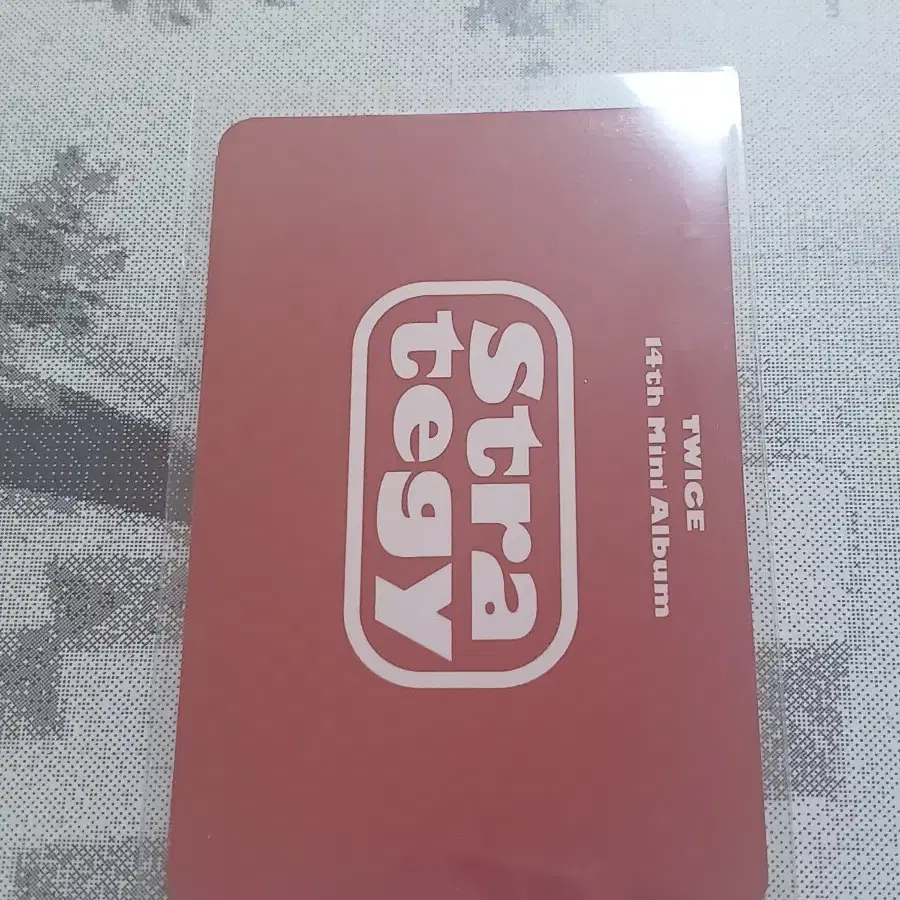 TWICE
14th Mini Album
Stra
tegy